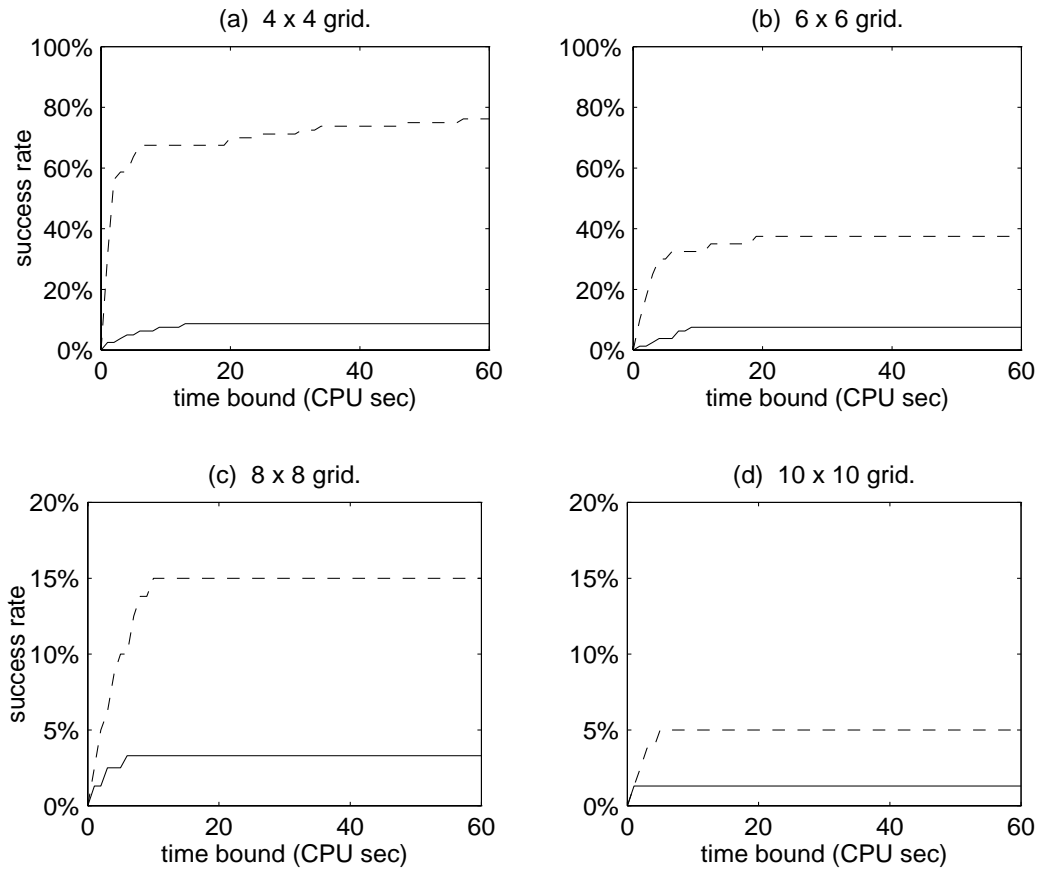 (a) 4 x 4 grid.
100%
80%
60%
40%
20%
0%
success rate
0 20 40 60
time bound (CPU sec)
(b) 6 x 6 grid.
100%
80%
60%
40%
20%
0%
0 20 40 60
time bound (CPU sec)
(c) 8 x 8 grid.
20%
15%
10%
5%
0%
success rate
0 20 40 60
time bound (CPU sec)
(d) 10 x 10 grid.
20%
15%
10%
5%
0%
0 20 40 60
time bound (CPU sec)